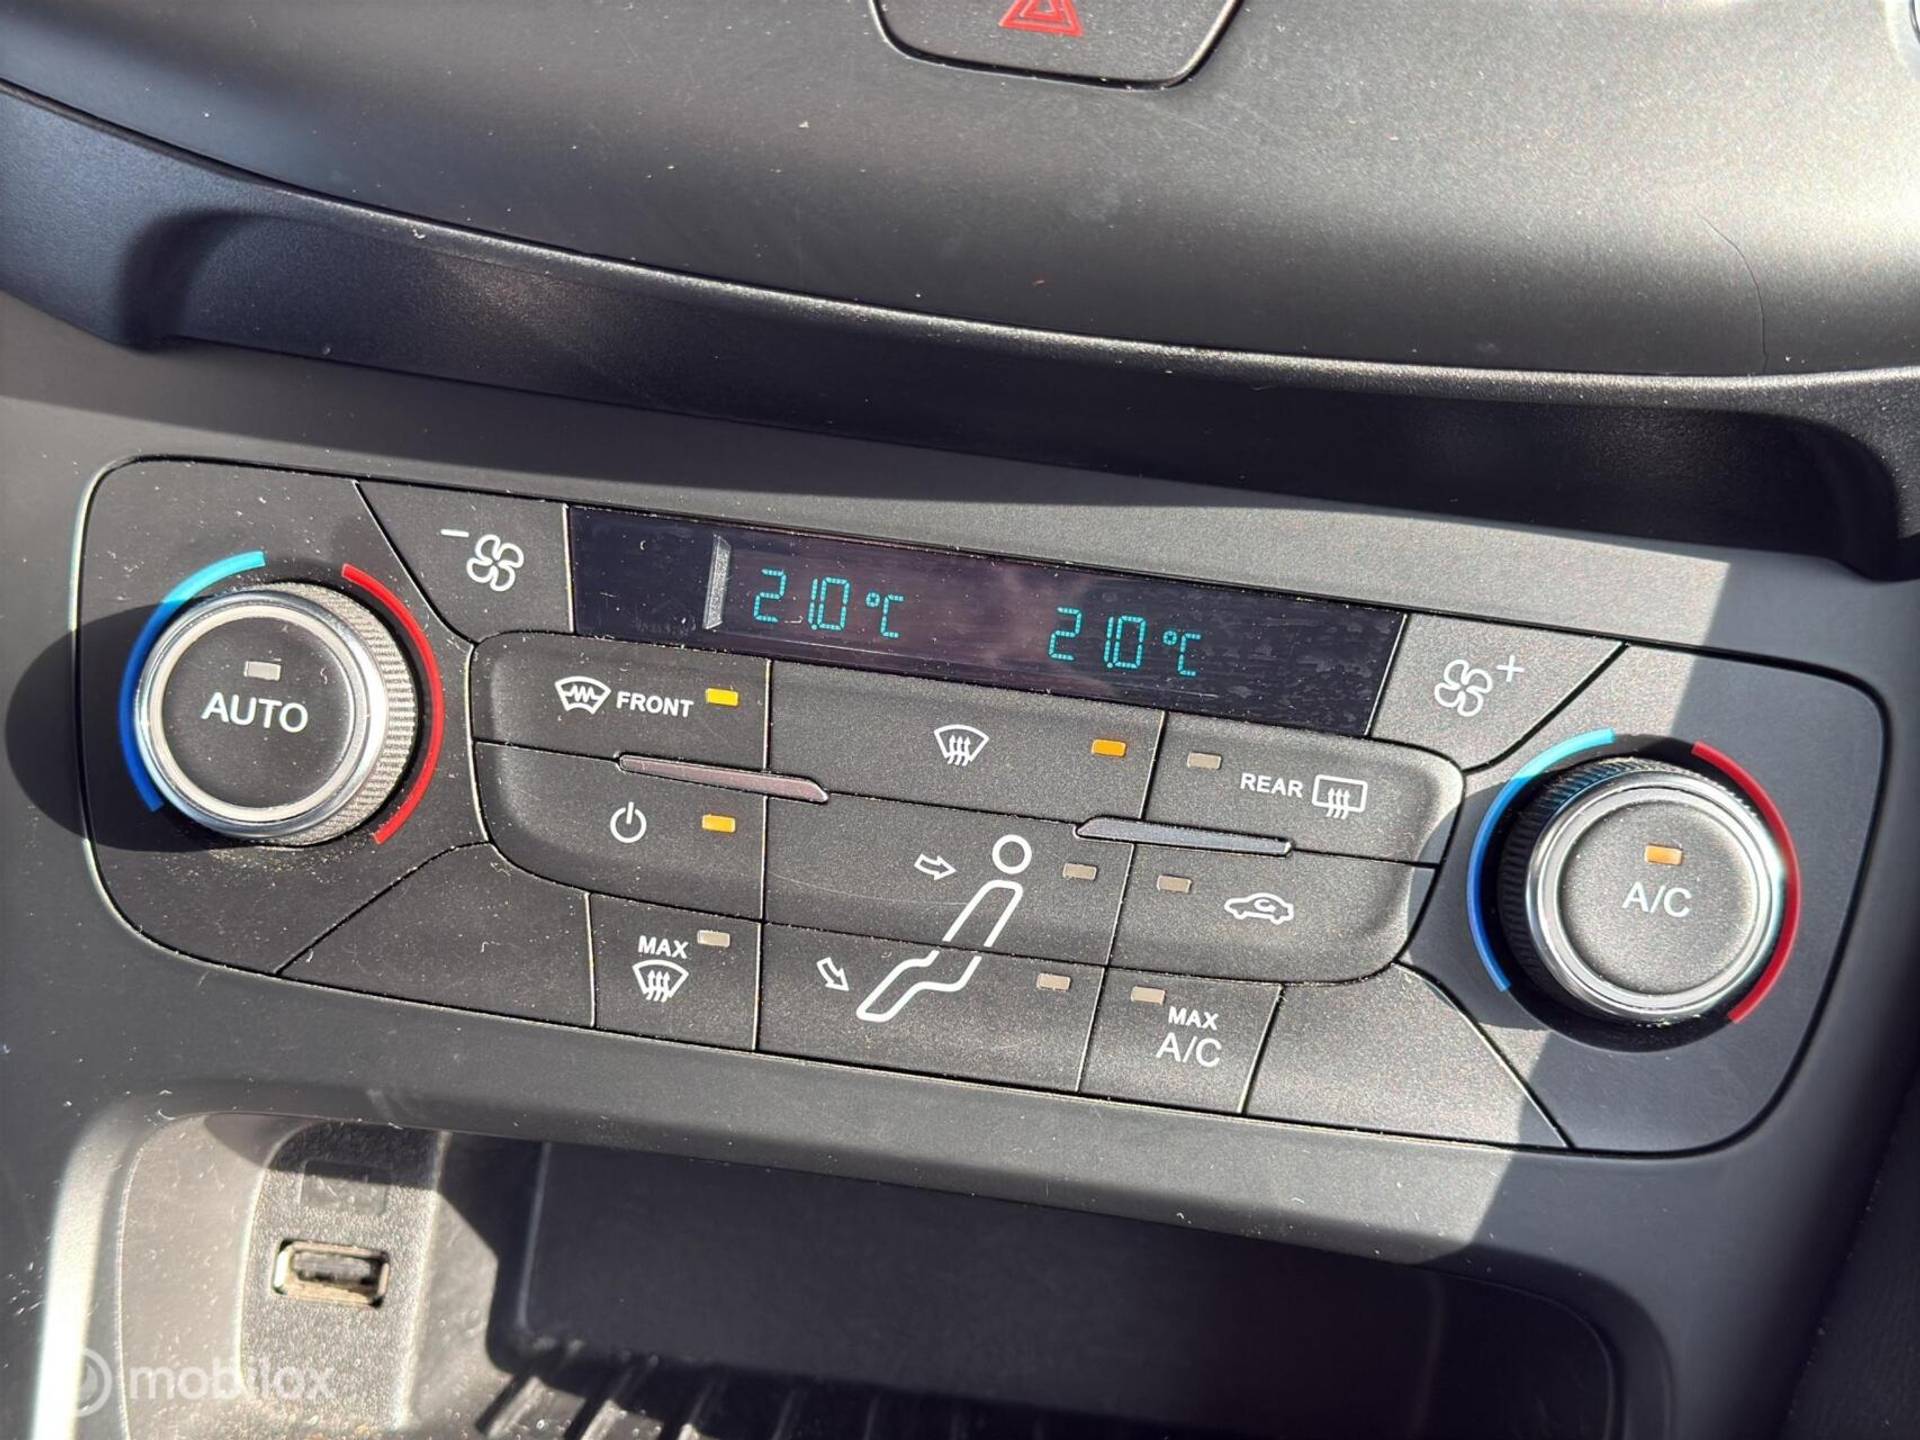 21.0 °C 21.0 °C
AUTO
FRONT
REAR
A/C
MAX
MAX
A/C
mobilox